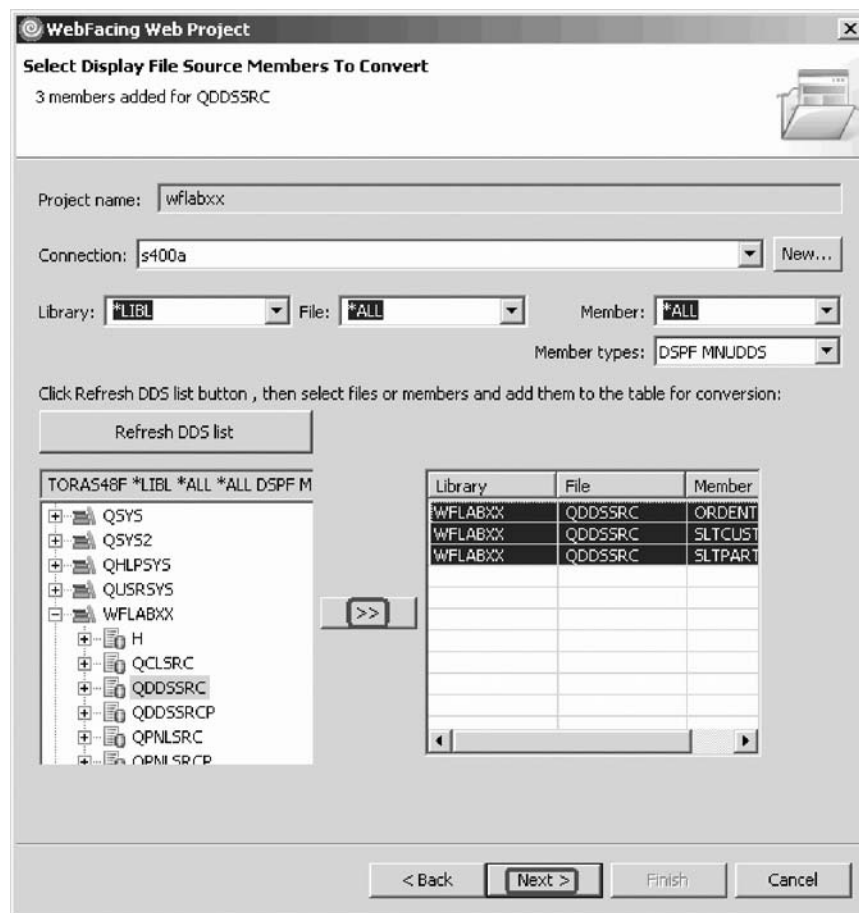 WebFacing Web Project
Select Display File Source Members To Convert
3 members added for QDDSSRC
Project name: wflabxx
Connection: s400a New...
Library: *LIBL File: *ALL Member: *ALL
Member types: DSPF MNUDDS
Click Refresh DDS list button , then select files or members and add them to the table for conversion:
Refresh DDS list
TORAS48F *LIBL *ALL *ALL DSPF M
QSYS
QSYS2
QHLPSYS
QUSRSYS
WFLABXX
H
QCLSRC
QDDSSRC
QDDSSRCP
QPNLSRC
QPNLSRCP
>>
Library File Member
WFLABXX QDDSSRC ORDENT
WFLABXX QDDSSRC SLTCUST
WFLABXX QDDSSRC SLTPART
< Back Next > Finish Cancel